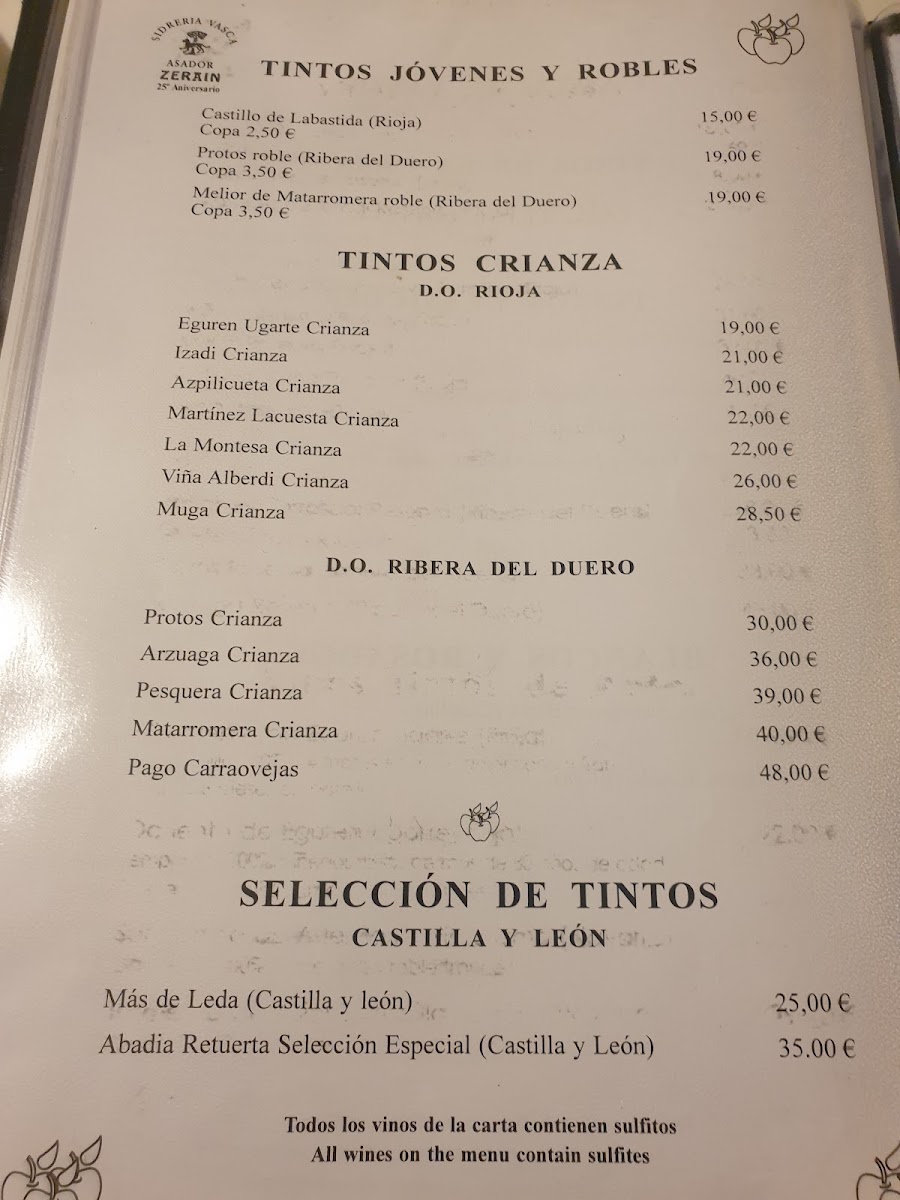 SIDRERIA VASCA
ASADOR
ZERAIN
25º Aniversario
TINTOS JÓVENES Y ROBLES
Castillo de Labastida (Rioja) 15,00 €
Copa 2,50 €
Protos roble (Ribera del Duero) 19,00 €
Copa 3,50 €
Melior de Matarromera roble (Ribera del Duero) 19,00 €
Copa 3,50 €
TINTOS CRIANZA
D.O. RIOJA
Eguren Ugarte Crianza 19,00 €
Izadi Crianza 21,00 €
Azpilicueta Crianza 21,00 €
Martínez Lacuesta Crianza 22,00 €
La Montesa Crianza 22,00 €
Viña Alberdi Crianza 26,00 €
Muga Crianza 28,50 €
D.O. RIBERA DEL DUERO
Protos Crianza 30,00 €
Arzuaga Crianza 36,00 €
Pesquera Crianza 39,00 €
Matarromera Crianza 40,00 €
Pago Carraovejas 48,00 €
SELECCIÓN DE TINTOS
CASTILLA Y LEÓN
Más de Leda (Castilla y león) 25,00 €
Abadia Retuerta Selección Especial (Castilla y León) 35.00 €
Todos los vinos de la carta contienen sulfitos
All wines on the menu contain sulfites